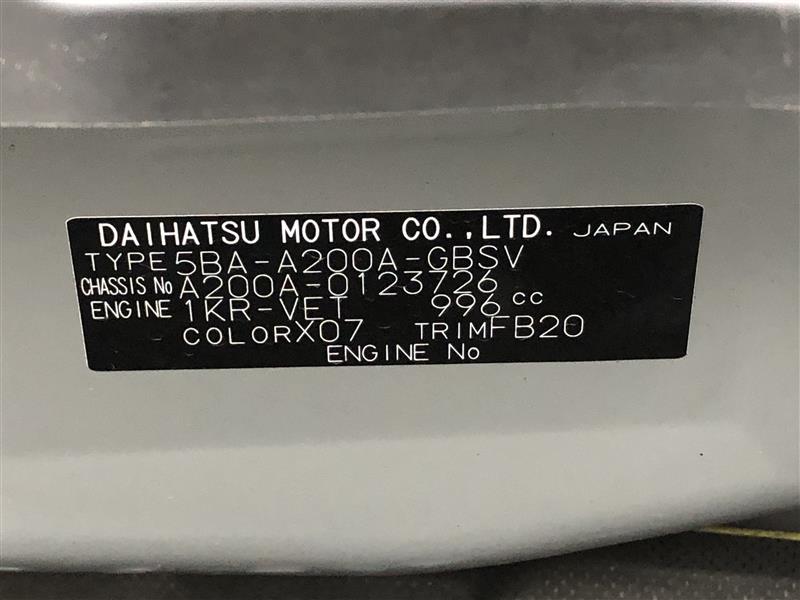 DAIHATSU MOTOR CO.,LTD. JAPAN
TYPE 5BA-A200A-GBSV
CHASSIS No A200A-0123726
ENGINE 1KR-VET 996 cc
COLOR X07 TRIM FB20
ENGINE No